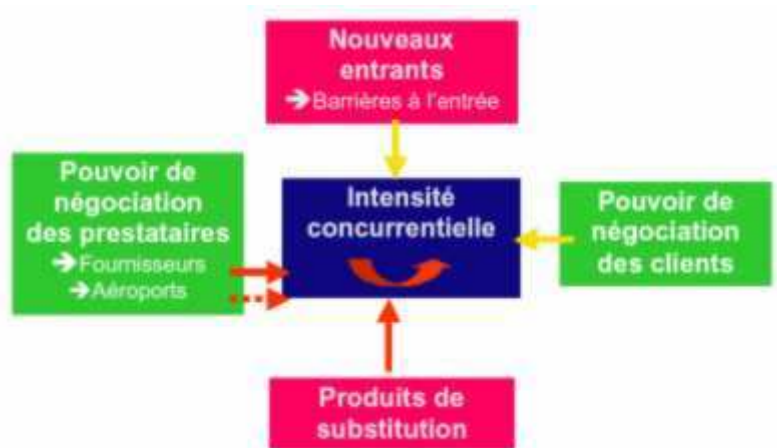 Nouveaux
entrants
➔Barrières à l'entrée
Pouvoir de
négociation
des prestataires
➔Fournisseurs
➔Aéroports
Intensité
concurrentielle
Pouvoir de
négociation
des clients
Produits de
substitution